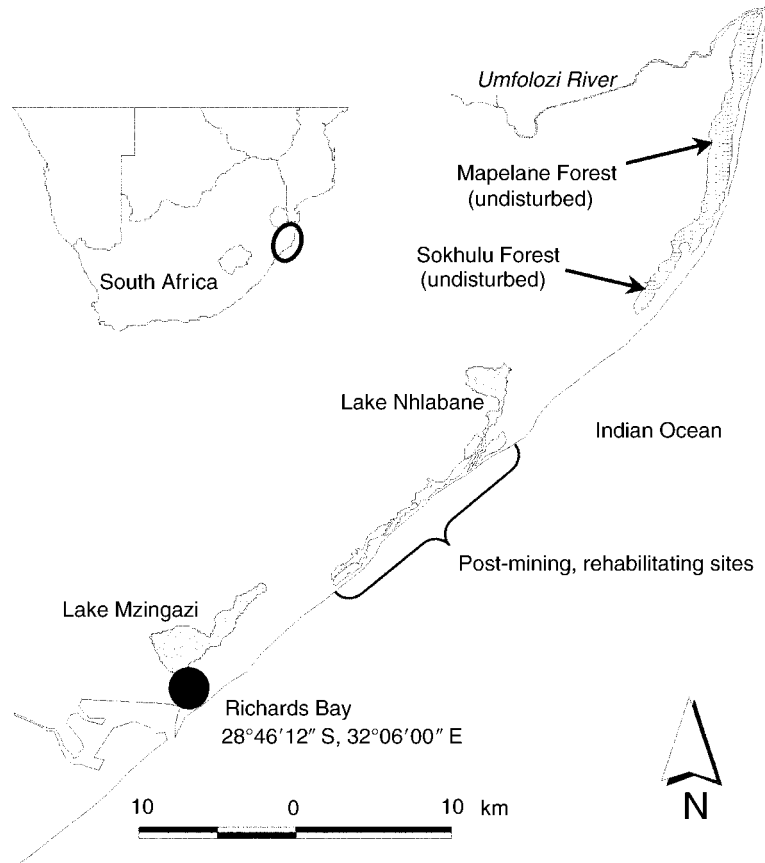 Umfolozi River
Mapelane Forest
(undisturbed)
Sokhulu Forest
(undisturbed)
South Africa
Lake Nhlabane
Indian Ocean
Post-mining, rehabilitating sites
Lake Mzingazi
Richards Bay
28°46′12″ S, 32°06′00″ E
10 0 10 km
N